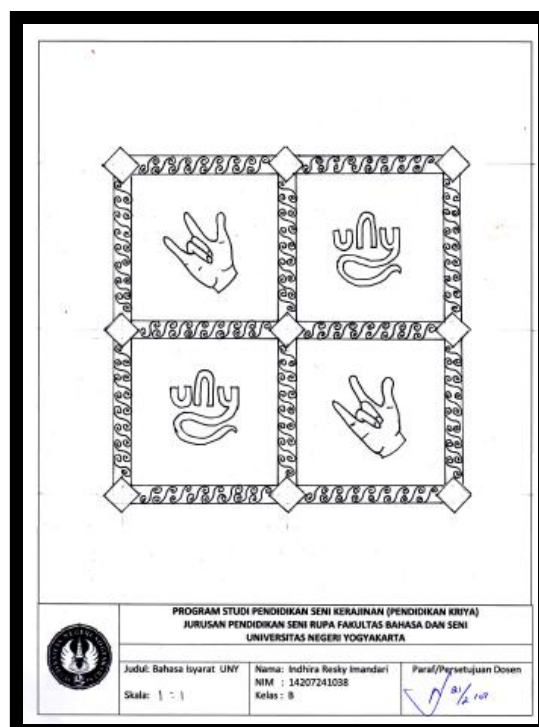 uny
uny
PROGRAM STUDI PENDIDIKAN SENI KERAJINAN (PENDIDIKAN KRIYA)
JURUSAN PENDIDIKAN SENI RUPA FAKULTAS BAHASA DAN SENI
UNIVERSITAS NEGERI YOGYAKARTA
Judul: Bahasa Isyarat UNY
Skala: 1 : 1
Nama: Indhira Resky Imandari
NIM : 14207241038
Kelas : B
Paraf/Persetujuan Dosen